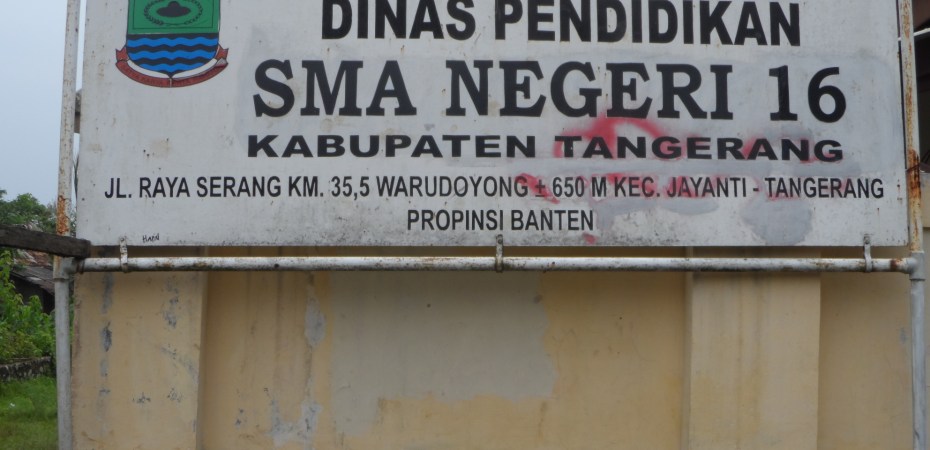 DINAS PENDIDIKAN
SMA NEGERI 16
KABUPATEN TANGERANG
JL. RAYA SERANG KM. 35,5 WARUDOYONG ± 650 M KEC. JAYANTI - TANGERANG
PROPINSI BANTEN